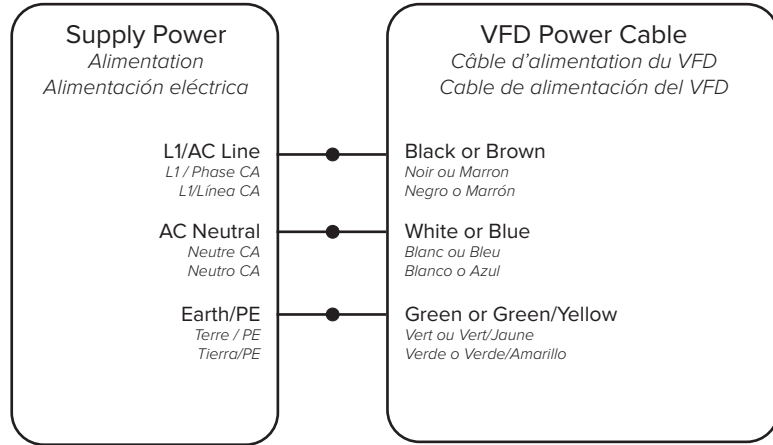 Supply Power
Alimentation
Alimentación eléctrica
L1/AC Line
L1 / Phase CA
L1/Línea CA
AC Neutral
Neutre CA
Neutro CA
Earth/PE
Terre / PE
Tierra/PE
VFD Power Cable
Câble d'alimentation du VFD
Cable de alimentación del VFD
Black or Brown
Noir ou Marron
Negro o Marrón
White or Blue
Blanc ou Bleu
Blanco o Azul
Green or Green/Yellow
Vert ou Vert/Jaune
Verde o Verde/Amarillo